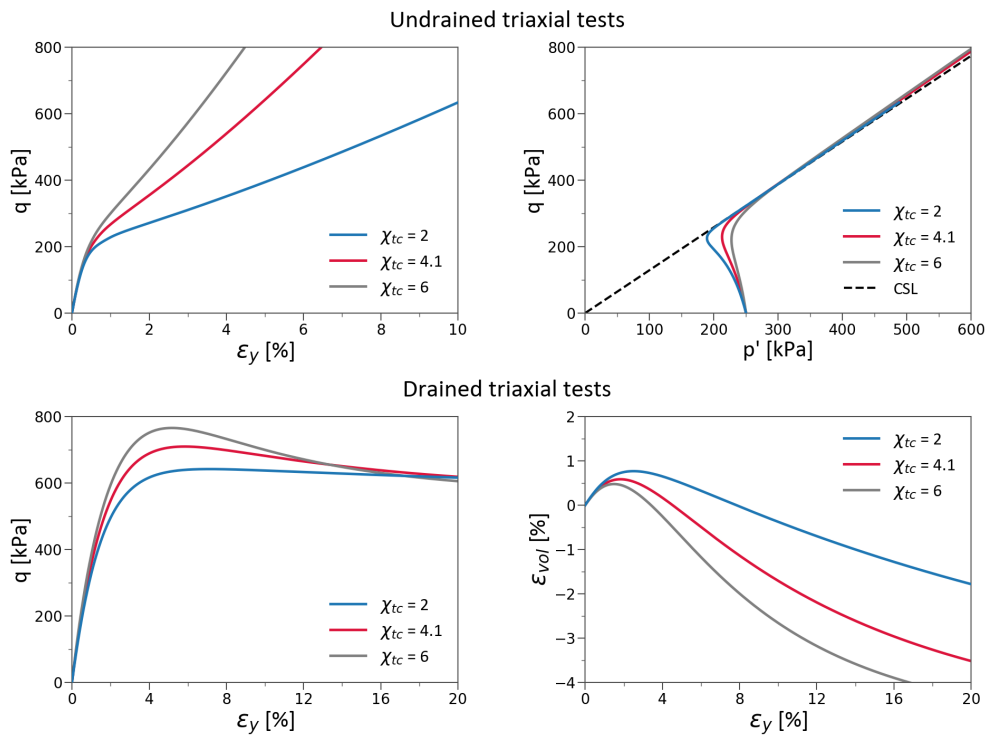 Undrained triaxial tests
800
600
400
200
0
q [kPa]
0 2 4 6 8 10
εy [%]
χtc = 2
χtc = 4.1
χtc = 6
800
600
400
200
0
q [kPa]
0 100 200 300 400 500 600
p' [kPa]
χtc = 2
χtc = 4.1
χtc = 6
CSL
Drained triaxial tests
800
600
400
200
0
q [kPa]
0 4 8 12 16 20
εy [%]
χtc = 2
χtc = 4.1
χtc = 6
2
1
0
−1
−2
−3
−4
εvol [%]
0 4 8 12 16 20
εy [%]
χtc = 2
χtc = 4.1
χtc = 6